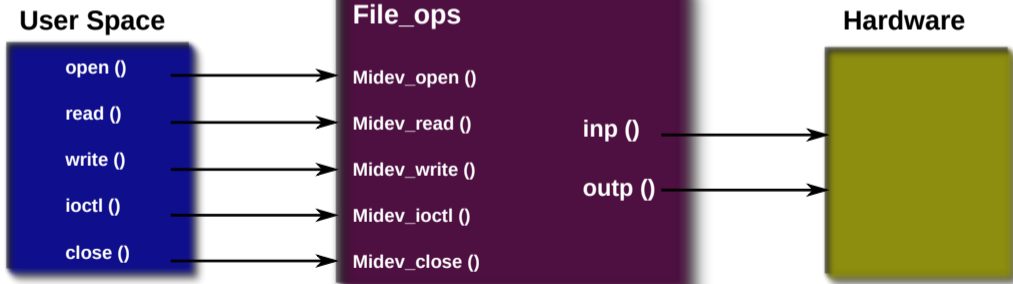 User Space
open ()
read ()
write ()
ioctl ()
close ()
File_ops
Midev_open ()
Midev_read ()
Midev_write ()
Midev_ioctl ()
Midev_close ()
inp ()
outp ()
Hardware